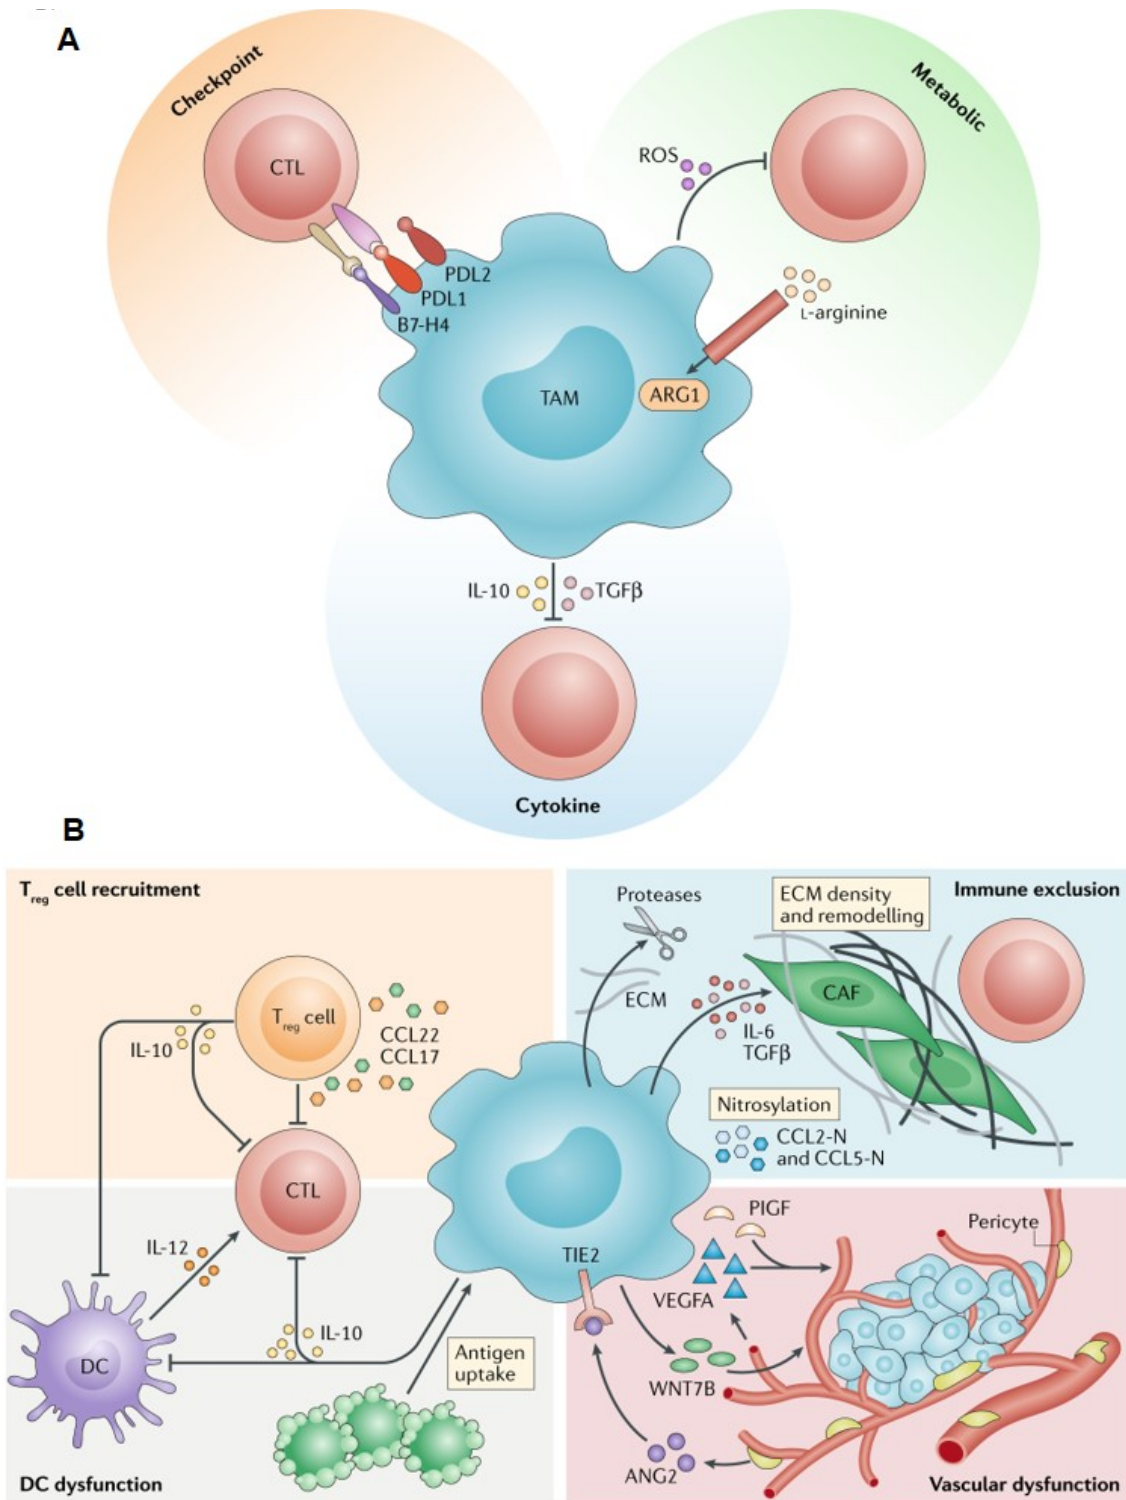 A
Checkpoint
Metabolic
CTL
ROS
PDL2
PDL1
B7-H4
L-arginine
TAM
ARG1
IL-10
TGFβ
Cytokine
B
Treg cell recruitment
Treg cell
IL-10
CCL22
CCL17
CTL
Proteases
ECM
ECM density
and remodelling
Immune exclusion
CAF
IL-6
TGFβ
Nitrosylation
CCL2-N
and CCL5-N
IL-12
DC
IL-10
Antigen
uptake
DC dysfunction
TIE2
PIGF
VEGFA
WNT7B
ANG2
Pericyte
Vascular dysfunction